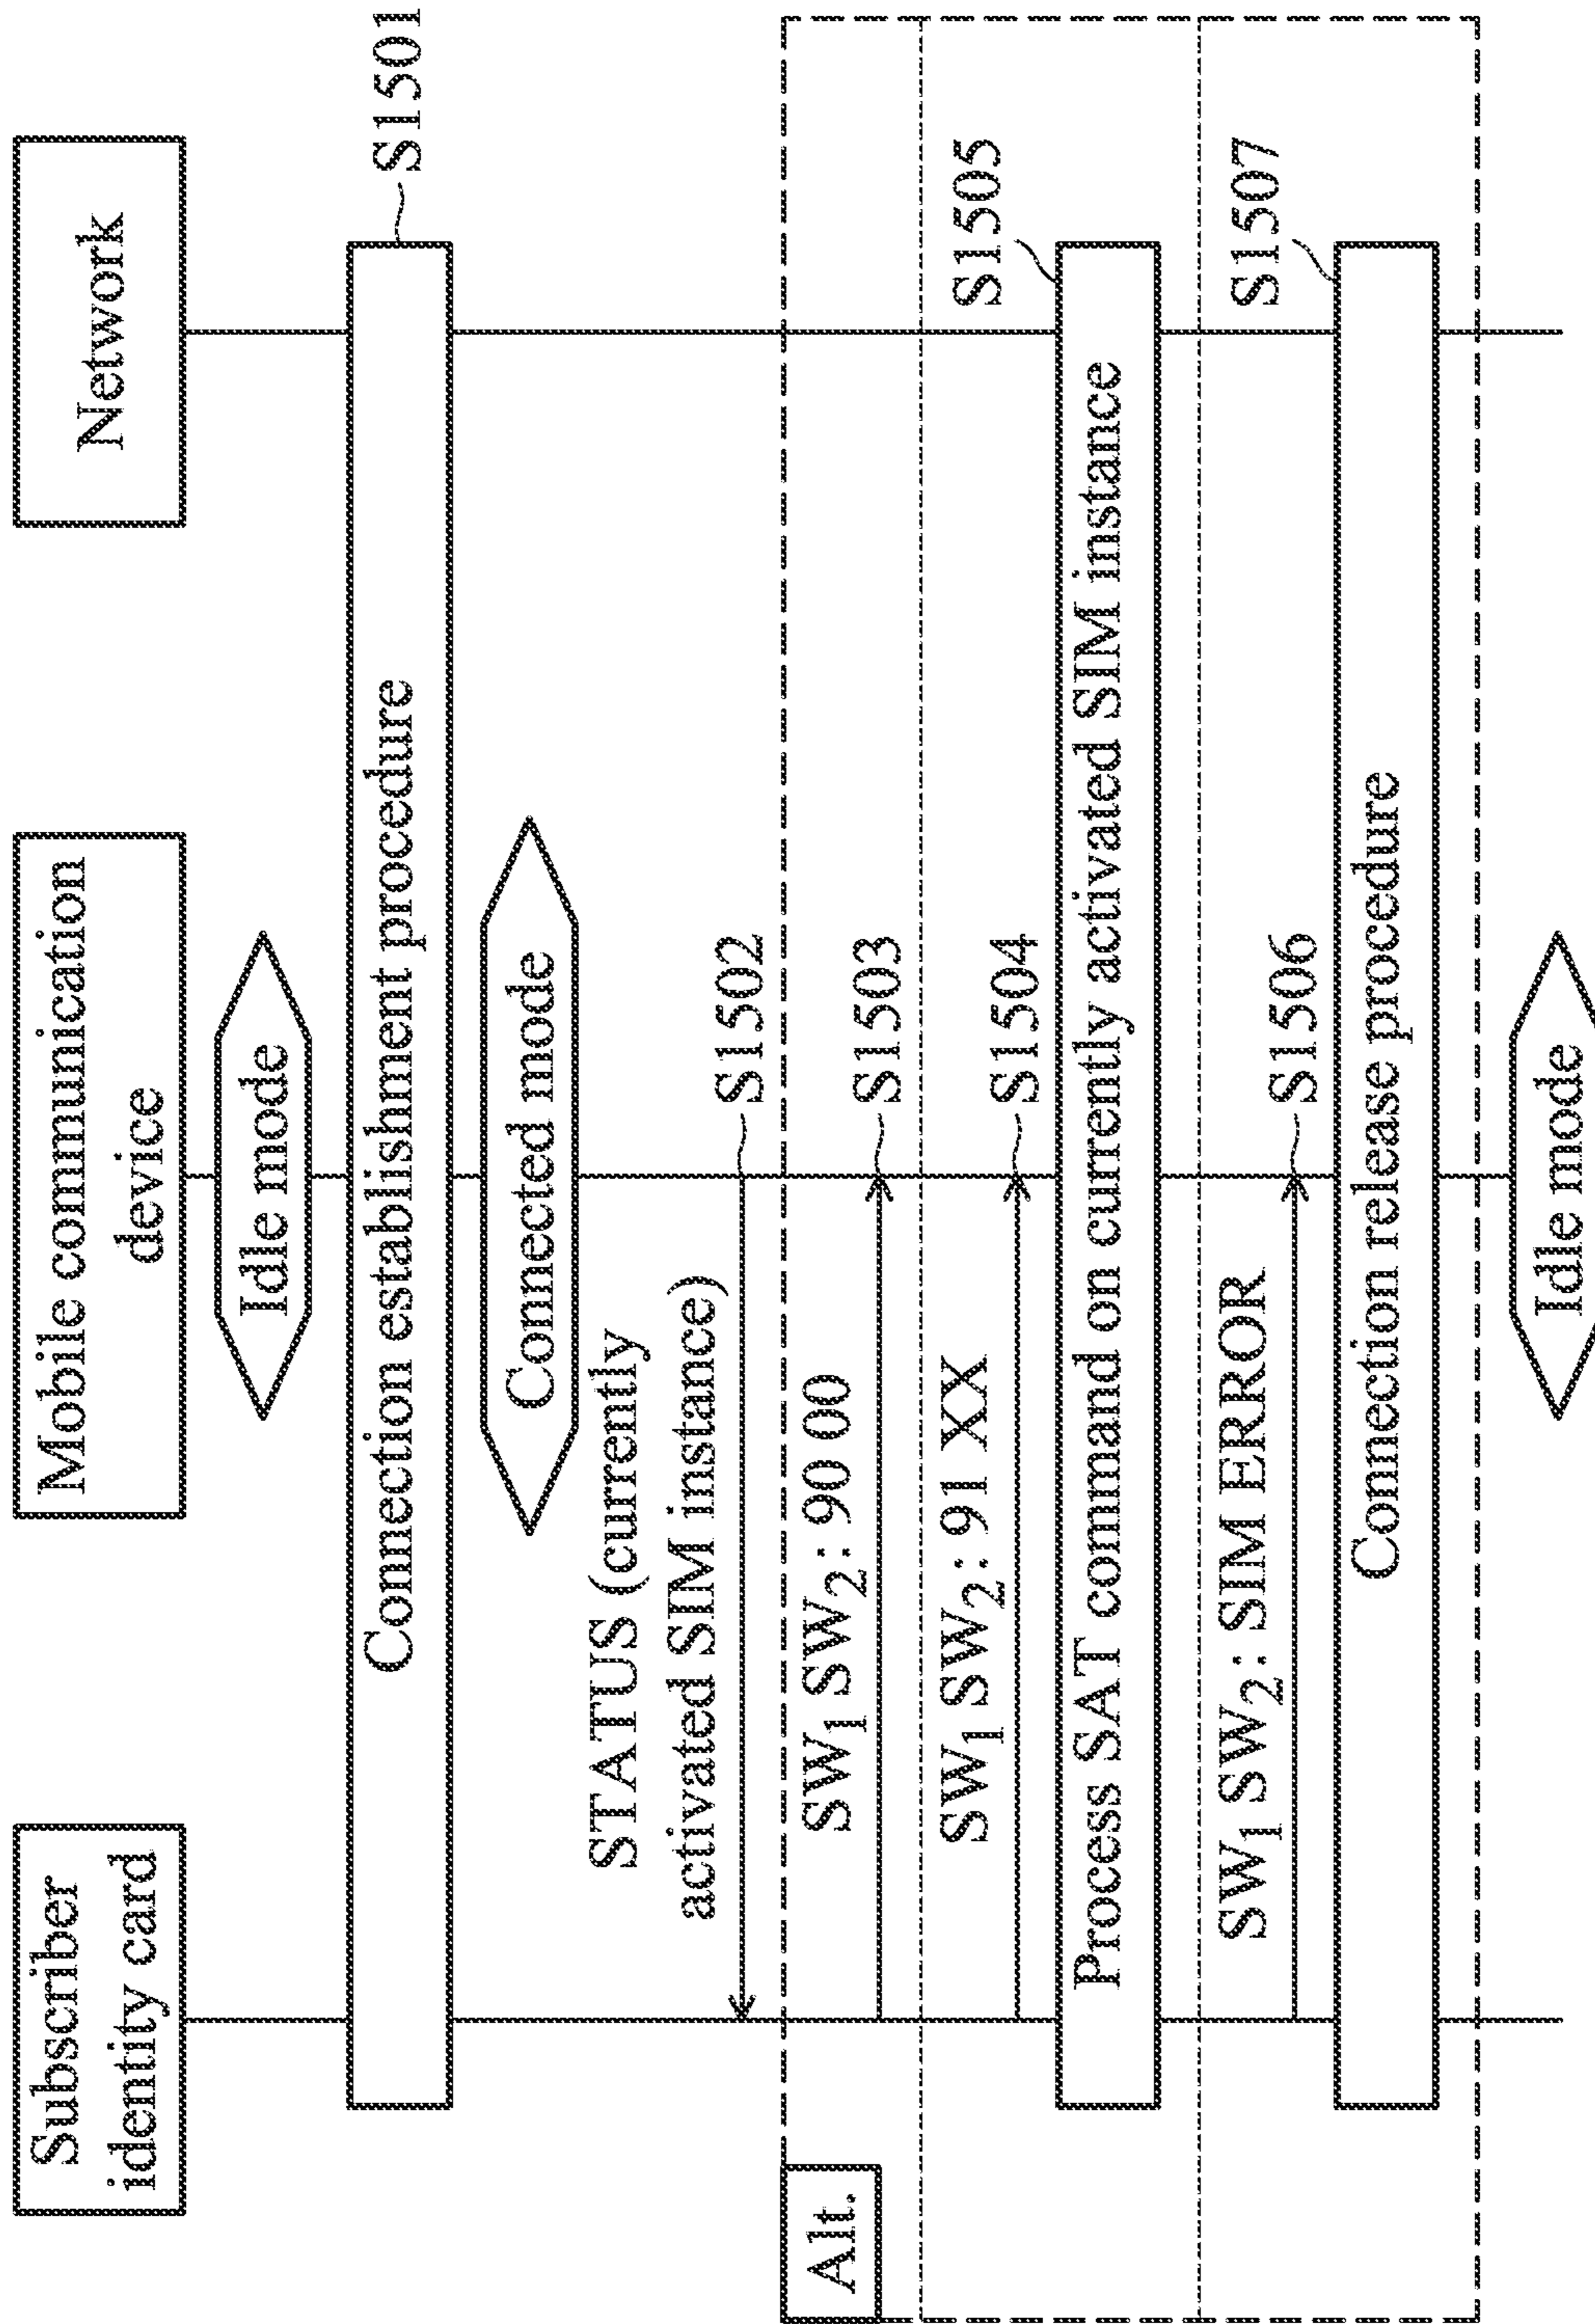 Subscriber
identity card
Mobile communication
device
Network
Idle mode
Connection establishment procedure
S1501
Connected mode
STATUS (currently
activated SIM instance)
S1502
Alt.
SW1 SW2: 90 00
S1503
SW1 SW2: 91 XX
S1504
S1505
Process SAT command on currently activated SIM instance
SW1 SW2: SIM ERROR
S1506
S1507
Connection release procedure
Idle mode